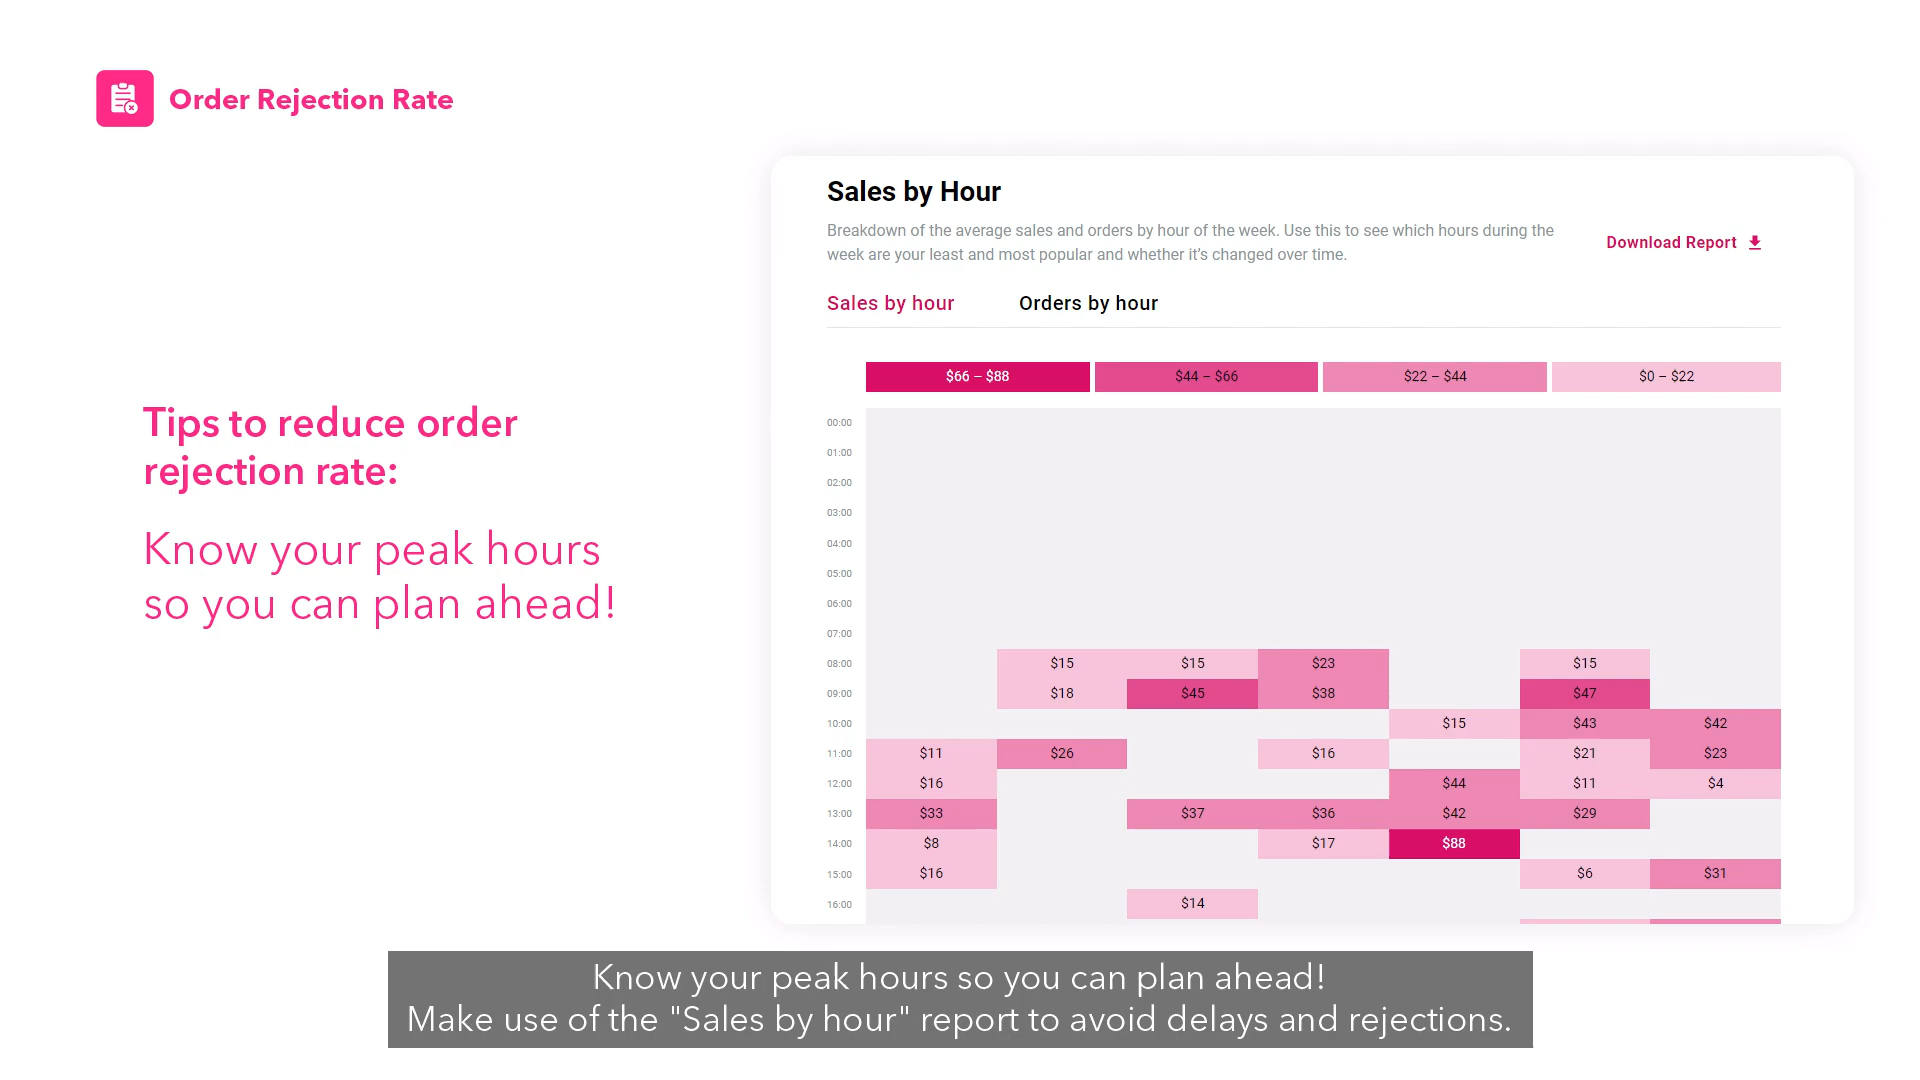 Order Rejection Rate
Tips to reduce order
rejection rate:
Know your peak hours
so you can plan ahead!
Sales by Hour
Breakdown of the average sales and orders by hour of the week. Use this to see which hours during the
week are your least and most popular and whether it’s changed over time.
Download Report
Sales by hour Orders by hour
$66 – $88 $44 – $66 $22 – $44 $0 – $22
00:00
01:00
02:00
03:00
04:00
05:00
06:00
07:00
08:00 $15 $15 $23 $15
09:00 $18 $45 $38 $47
10:00 $15 $43 $42
11:00 $11 $26 $16 $21 $23
12:00 $16 $44 $11 $4
13:00 $33 $37 $36 $42 $29
14:00 $8 $17 $88
15:00 $16 $6 $31
16:00 $14
Know your peak hours so you can plan ahead!
Make use of the "Sales by hour" report to avoid delays and rejections.